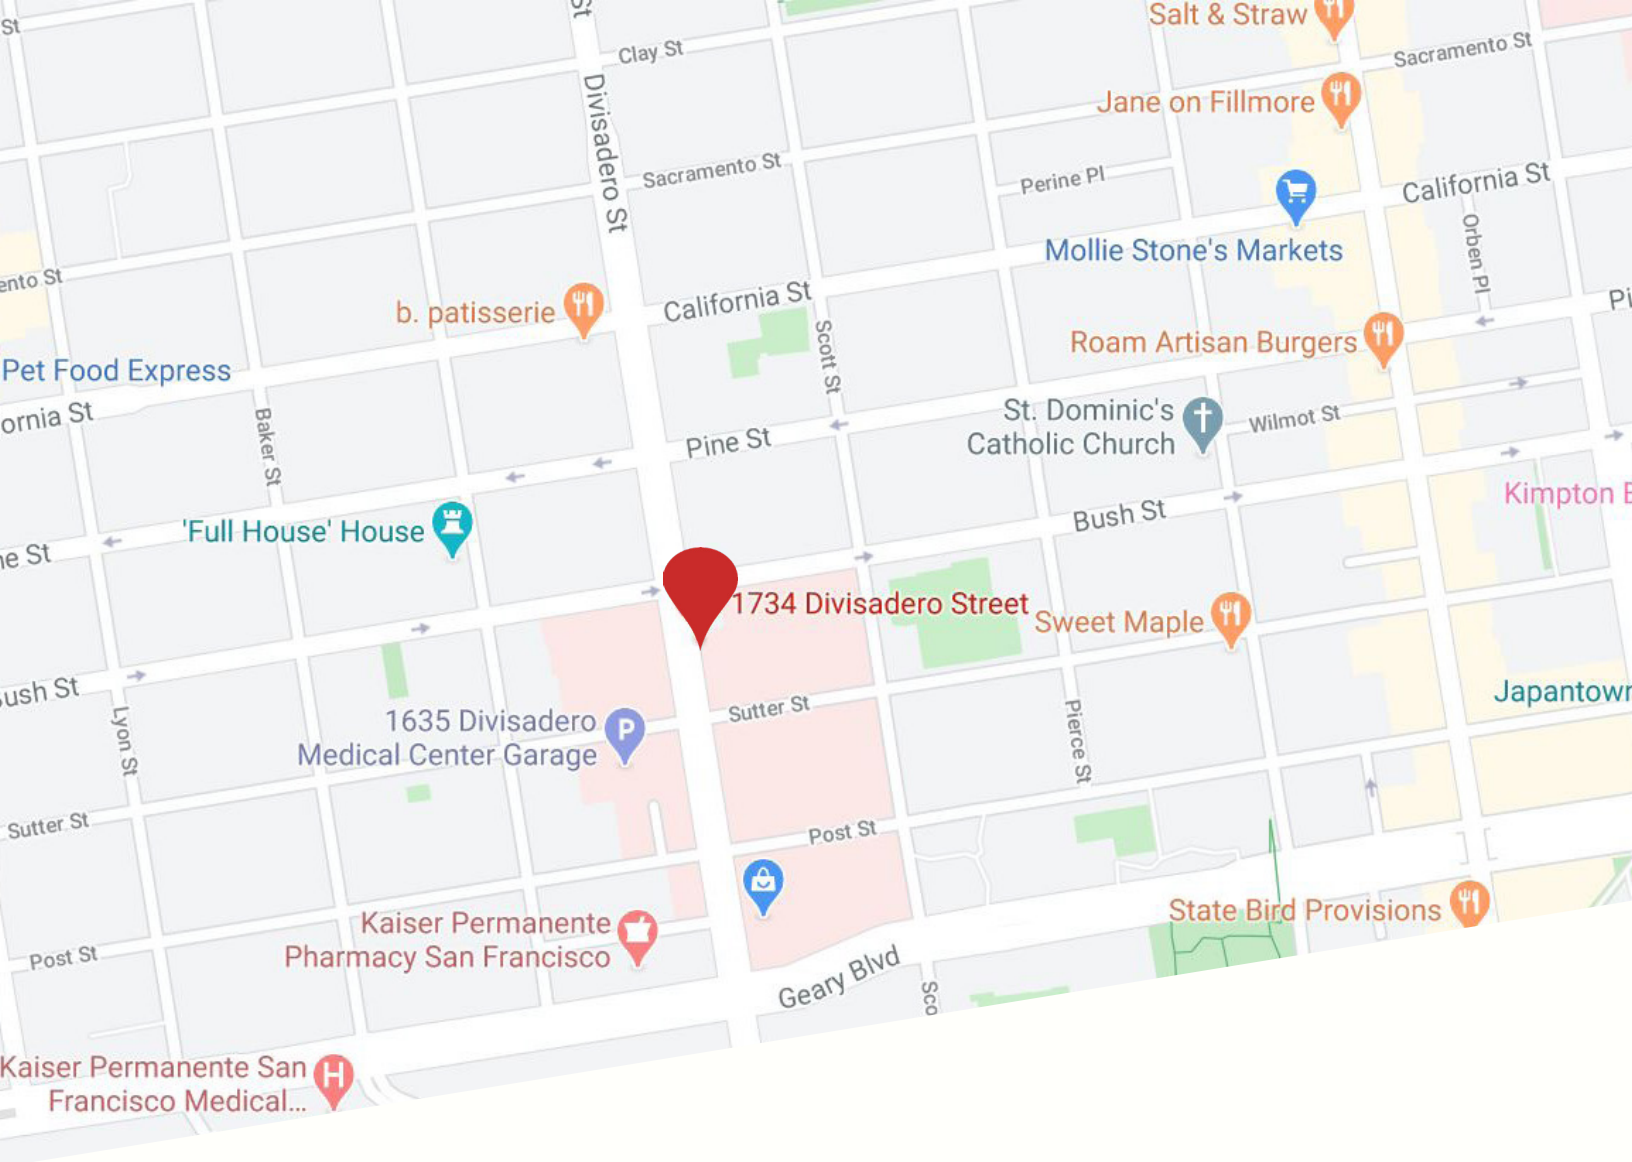 St
St
Salt & Straw
Clay St
Sacramento St
Divisadero St
Jane on Fillmore
Sacramento St
Perine Pl
California St
Mollie Stone's Markets
Orben Pl
ento St
b. patisserie
California St
Pi
Scott St
Roam Artisan Burgers
Pet Food Express
ornia St
Baker St
St. Dominic's
Catholic Church
Wilmot St
Pine St
Kimpton
'Full House' House
Bush St
ne St
1734 Divisadero Street
Sweet Maple
ush St
Japantown
Lyon St
1635 Divisadero
Medical Center Garage
P
Sutter St
Pierce St
Sutter St
Post St
Kaiser Permanente
Pharmacy San Francisco
State Bird Provisions
Post St
Geary Blvd
Sco
Kaiser Permanente San
Francisco Medical...
H